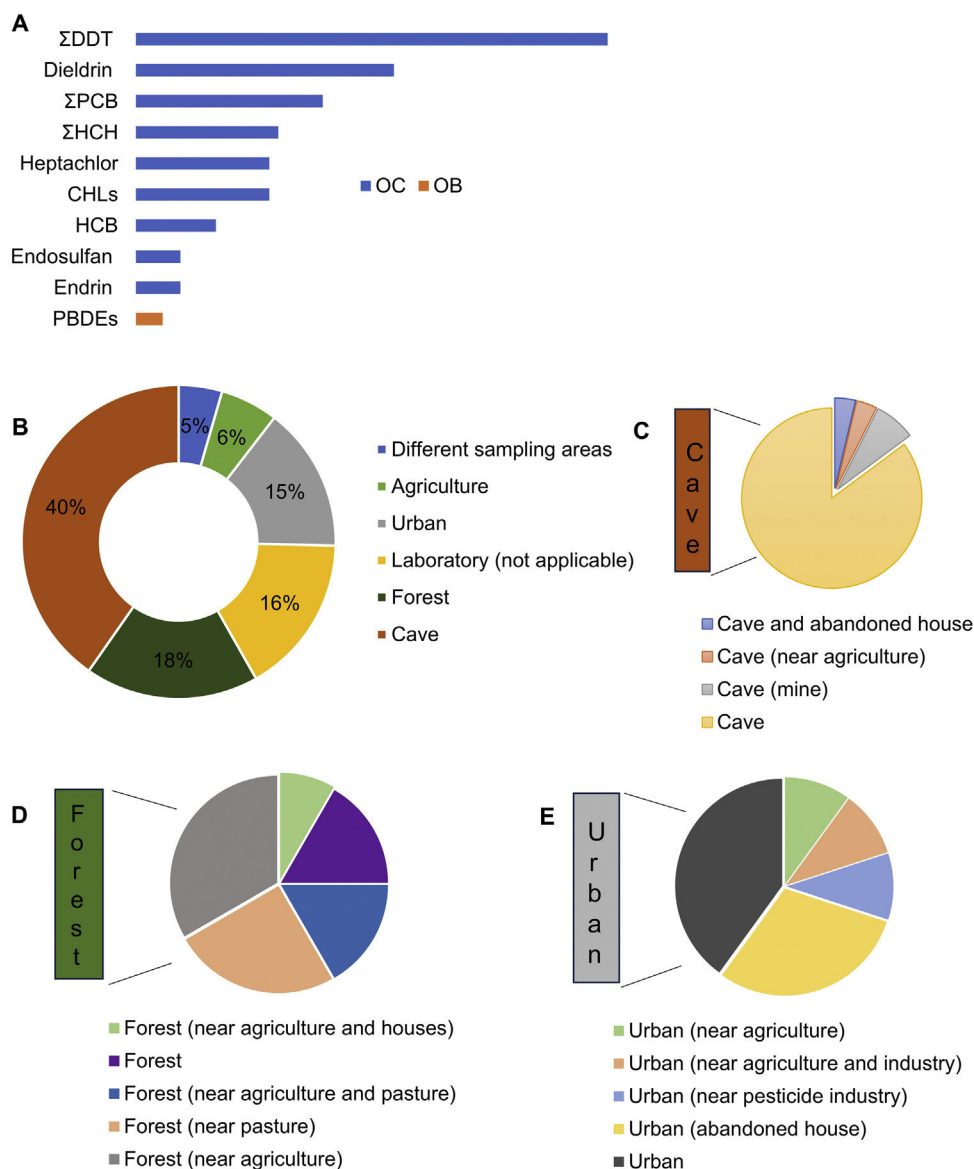 A
ΣDDT
Dieldrin
ΣPCB
ΣHCH
Heptachlor
CHLs
HCB
Endosulfan
Endrin
PBDEs
OC OB
B
5%
6%
15%
16%
18%
40%
Different sampling areas
Agriculture
Urban
Laboratory (not applicable)
Forest
Cave
C
Cave
Cave and abandoned house
Cave (near agriculture)
Cave (mine)
Cave
D
Forest
Forest (near agriculture and houses)
Forest
Forest (near agriculture and pasture)
Forest (near pasture)
Forest (near agriculture)
E
Urban
Urban (near agriculture)
Urban (near agriculture and industry)
Urban (near pesticide industry)
Urban (abandoned house)
Urban